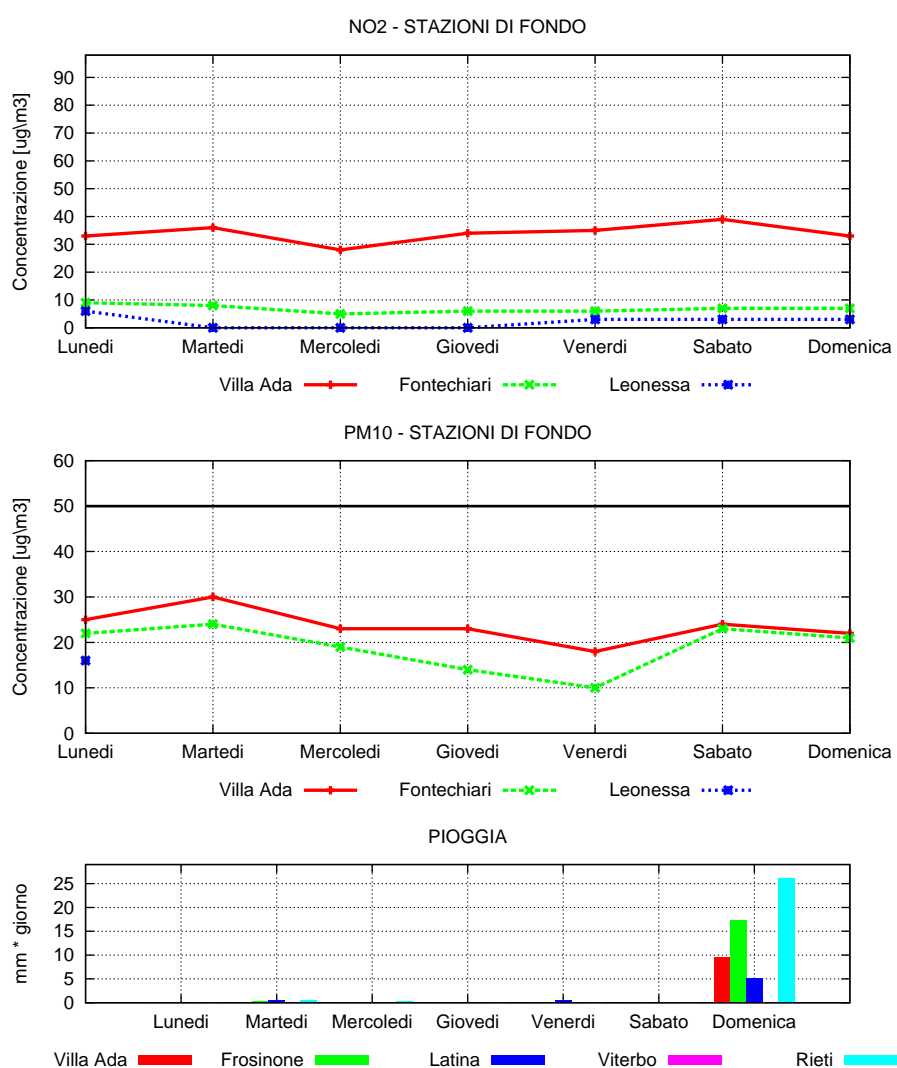 NO2 - STAZIONI DI FONDO
Concentrazione [ug\m3]
90
80
70
60
50
40
30
20
10
0
Lunedi Martedi Mercoledi Giovedi Venerdi Sabato Domenica
Villa Ada Fontechiari Leonessa
PM10 - STAZIONI DI FONDO
Concentrazione [ug\m3]
60
50
40
30
20
10
0
Lunedi Martedi Mercoledi Giovedi Venerdi Sabato Domenica
Villa Ada Fontechiari Leonessa
PIOGGIA
mm * giorno
25
20
15
10
5
0
Lunedi Martedi Mercoledi Giovedi Venerdi Sabato Domenica
Villa Ada Frosinone Latina Viterbo Rieti